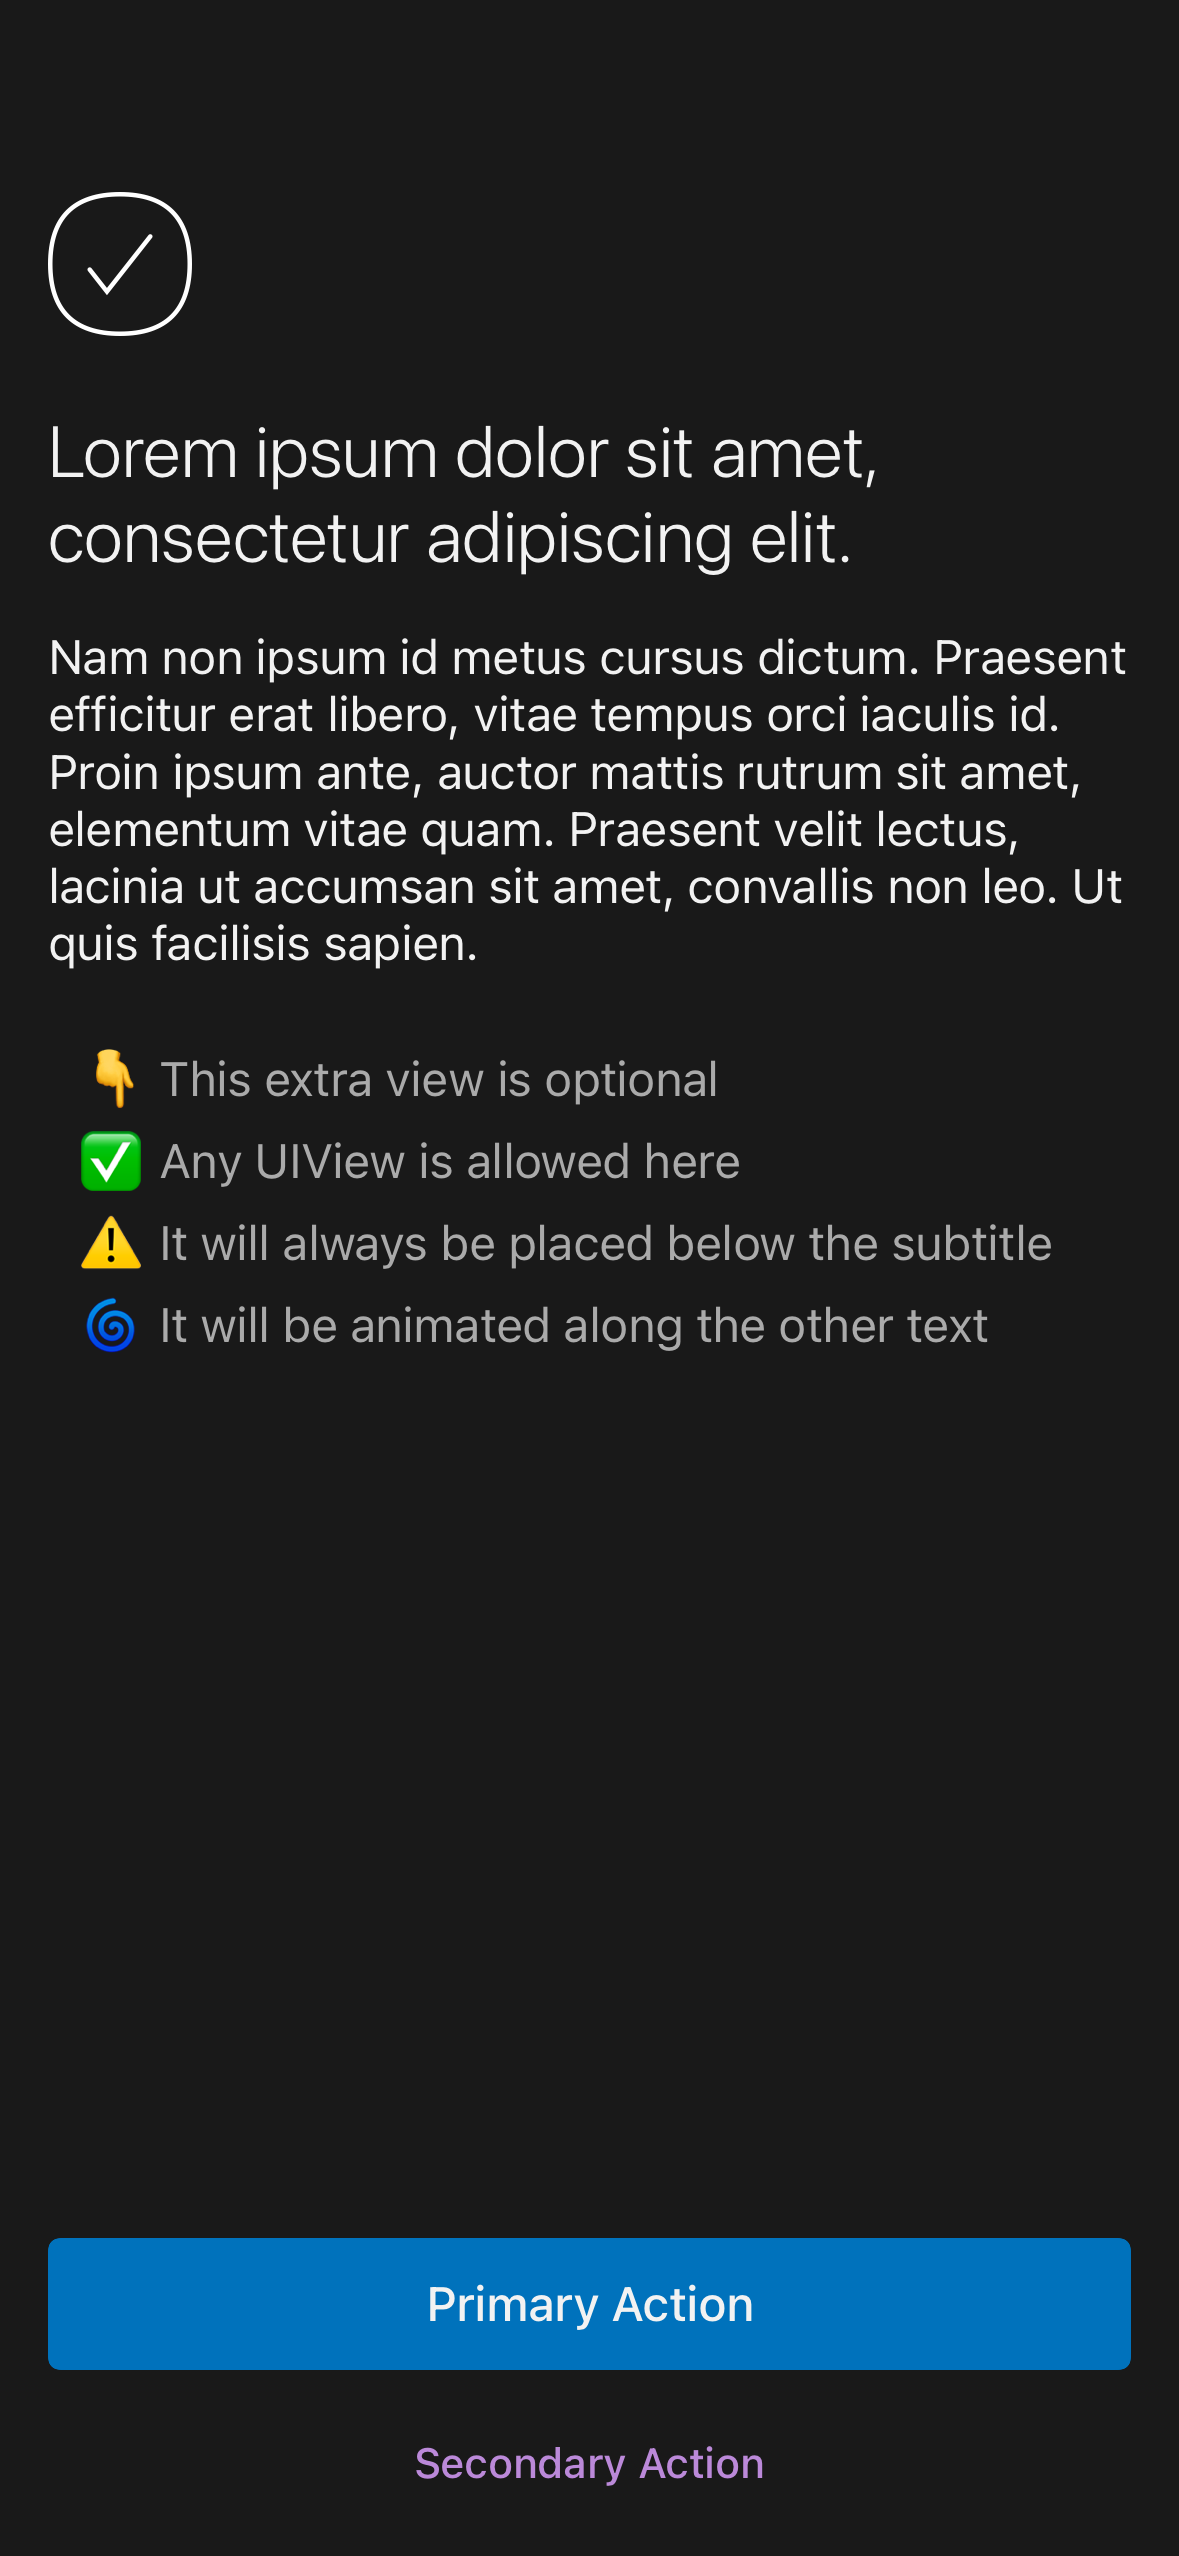 Lorem ipsum dolor sit amet,
consectetur adipiscing elit.
Nam non ipsum id metus cursus dictum. Praesent
efficitur erat libero, vitae tempus orci iaculis id.
Proin ipsum ante, auctor mattis rutrum sit amet,
elementum vitae quam. Praesent velit lectus,
lacinia ut accumsan sit amet, convallis non leo. Ut
quis facilisis sapien.
👇 This extra view is optional
✅ Any UIView is allowed here
⚠️ It will always be placed below the subtitle
🌀 It will be animated along the other text
Primary Action
Secondary Action